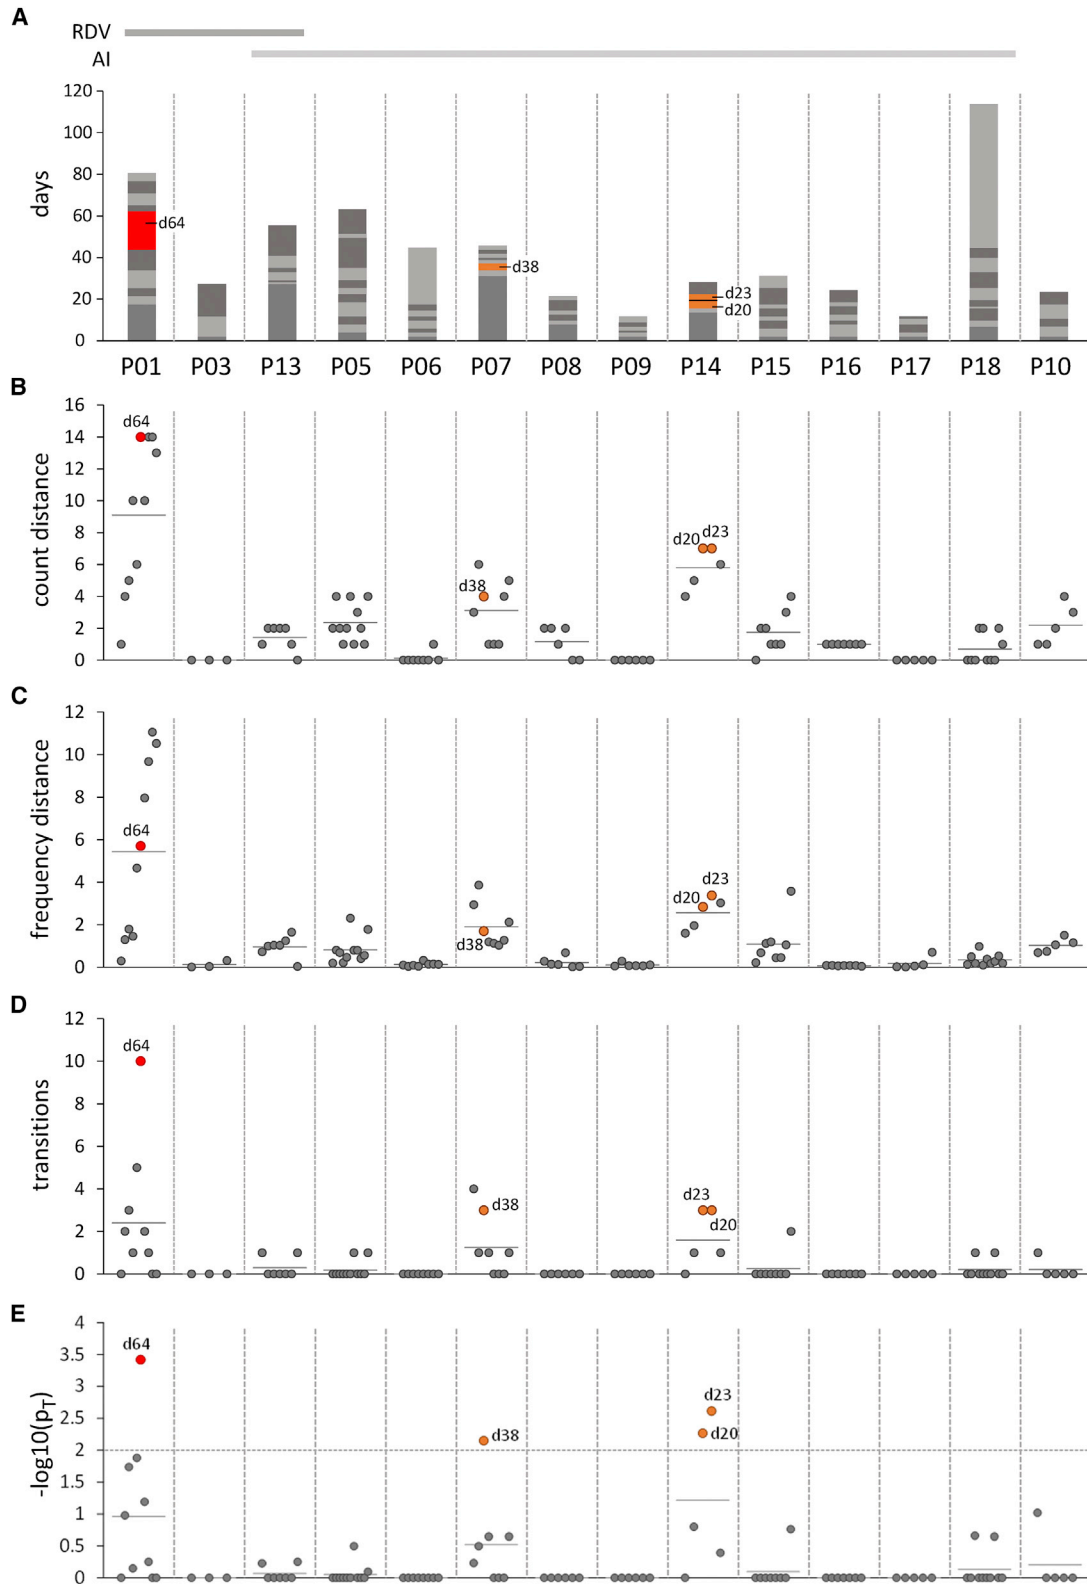 A
RDV
AI
days
120
100
80
60
40
20
0
d64
d38
d23
d20
P01 P03 P13 P05 P06 P07 P08 P09 P14 P15 P16 P17 P18 P10
B
count distance
16
14
12
10
8
6
4
2
0
d64
d38
d20 d23
C
frequency distance
12
10
8
6
4
2
0
d64
d38
d20
d23
D
transitions
12
10
8
6
4
2
0
d64
d38
d23
d20
E
-log10(pT)
4
3.5
3
2.5
2
1.5
1
0.5
0
d64
d38
d23
d20